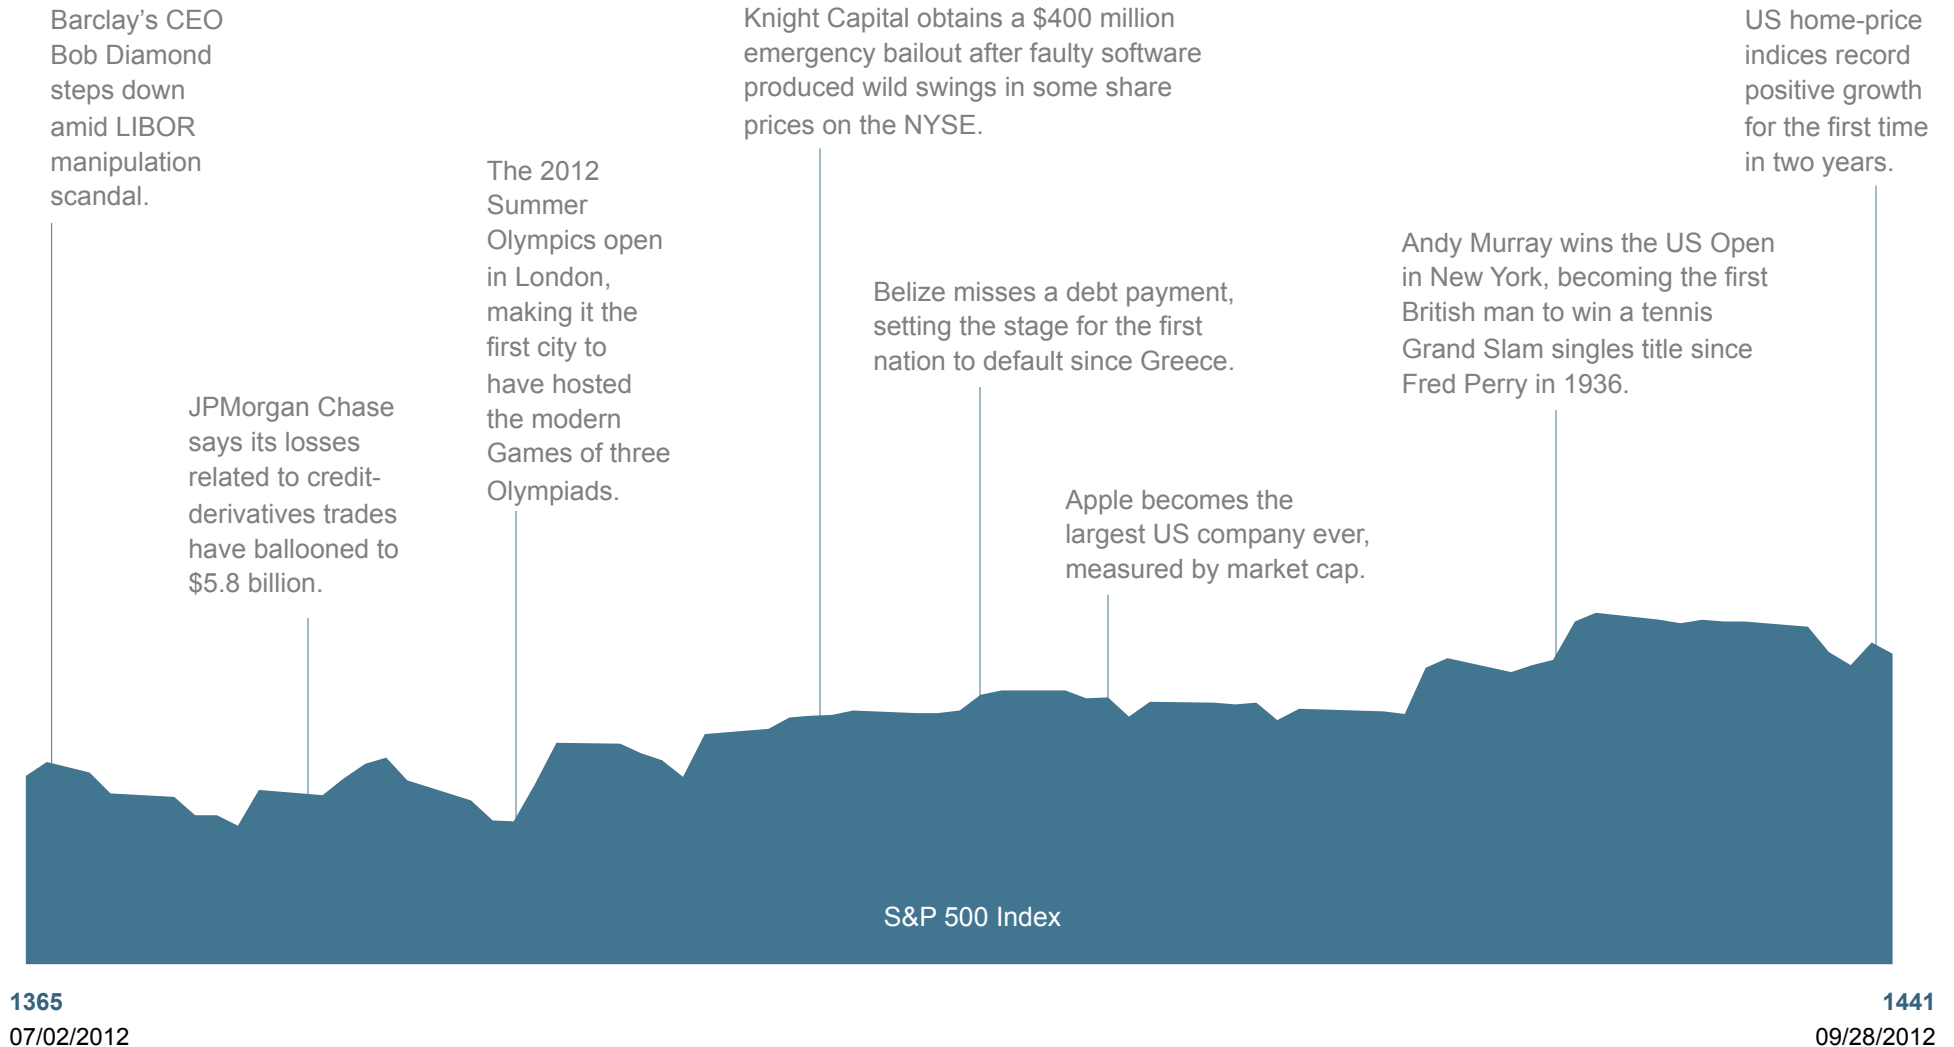 Barclay’s CEO
Bob Diamond
steps down
amid LIBOR
manipulation
scandal.
JPMorgan Chase
says its losses
related to credit-
derivatives trades
have ballooned to
$5.8 billion.
The 2012
Summer
Olympics open
in London,
making it the
first city to
have hosted
the modern
Games of three
Olympiads.
Knight Capital obtains a $400 million
emergency bailout after faulty software
produced wild swings in some share
prices on the NYSE.
Belize misses a debt payment,
setting the stage for the first
nation to default since Greece.
Apple becomes the
largest US company ever,
measured by market cap.
Andy Murray wins the US Open
in New York, becoming the first
British man to win a tennis
Grand Slam singles title since
Fred Perry in 1936.
US home-price
indices record
positive growth
for the first time
in two years.
S&P 500 Index
1365
07/02/2012
1441
09/28/2012